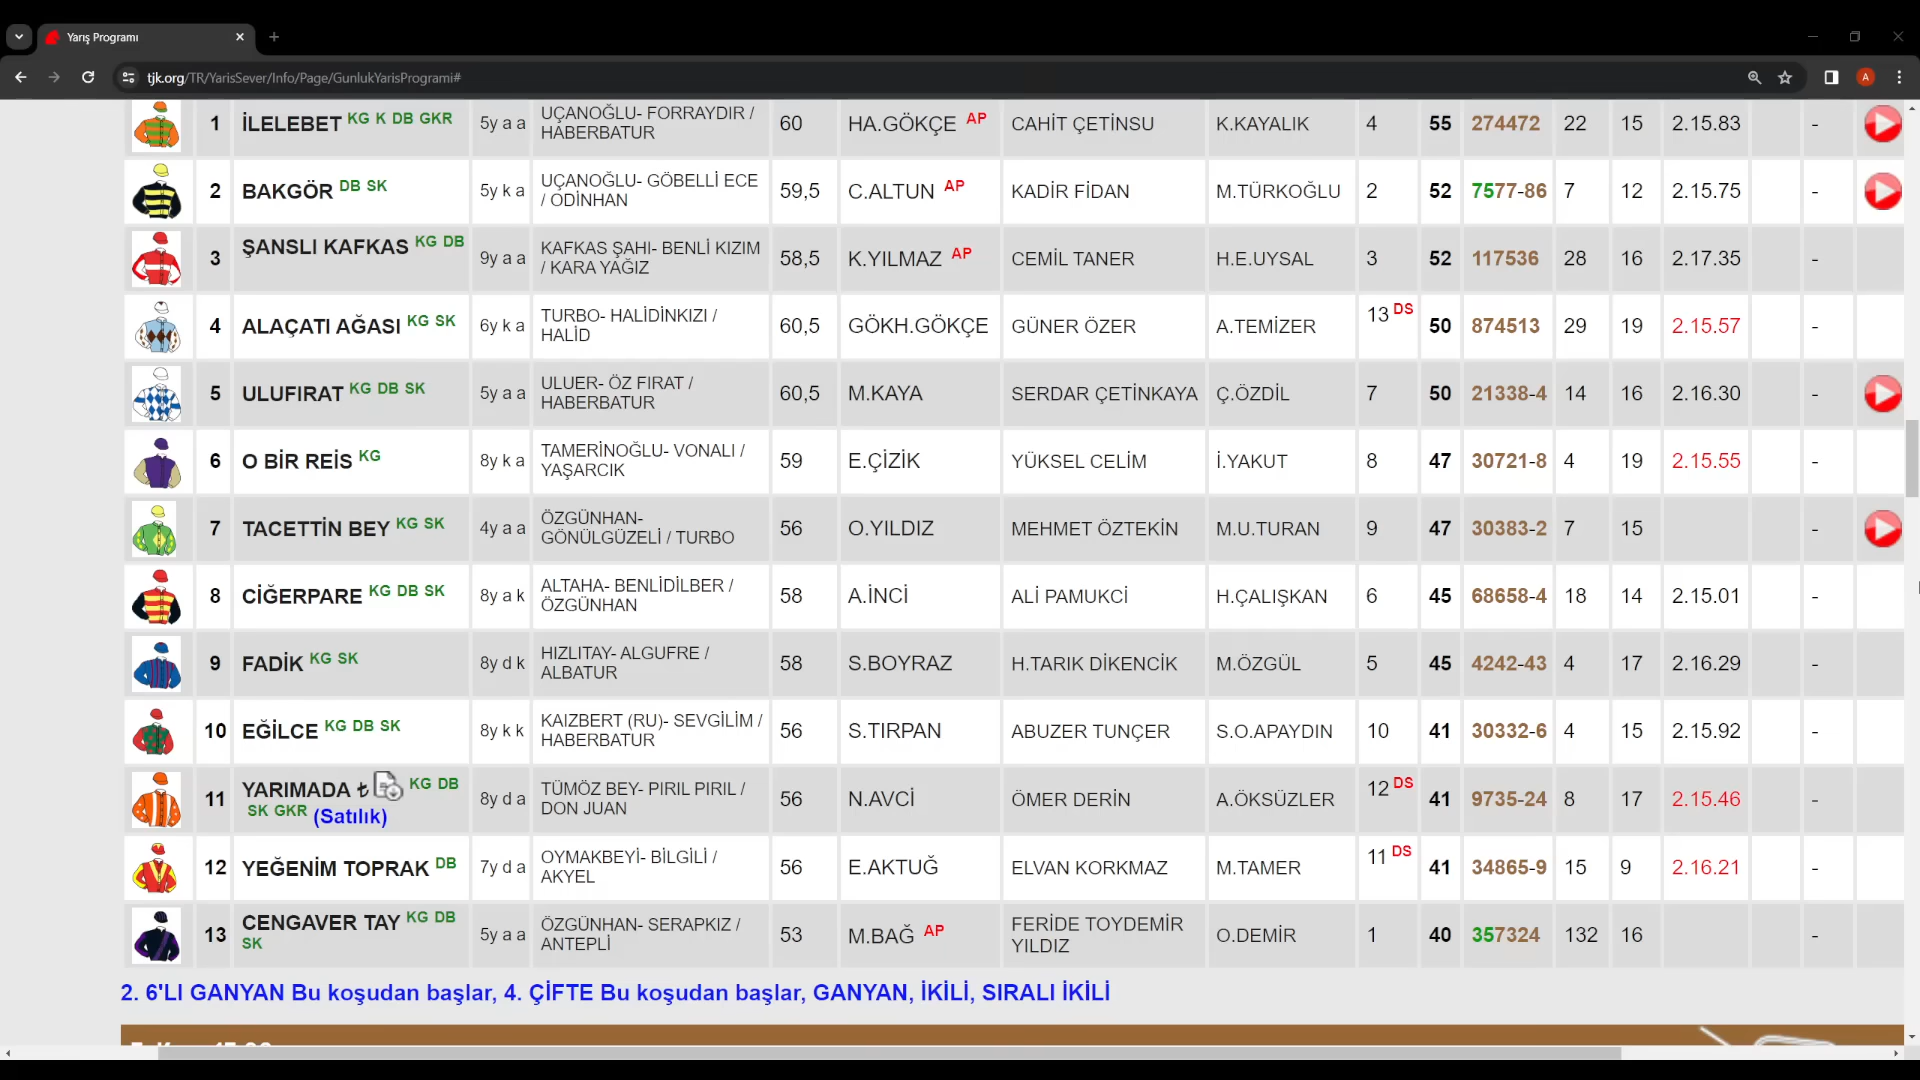 Yarış Programı
tjk.org/TR/YarisSever/Info/Page/GunlukYarisProgrami#
A
1 İLELEBET KG K DB GKR 5y a a UÇANOĞLU- FORRAYDIR / HABERBATUR 60 HA.GÖKÇE AP CAHİT ÇETİNSU K.KAYALIK 4 55 274472 22 15 2.15.83 -
2 BAKGÖR DB SK 5y k a UÇANOĞLU- GÖBELLİ ECE / ODİNHAN 59,5 C.ALTUN AP KADİR FİDAN M.TÜRKOĞLU 2 52 7577-86 7 12 2.15.75 -
3 ŞANSLI KAFKAS KG DB 9y a a KAFKAS ŞAHI- BENLİ KIZIM / KARA YAĞIZ 58,5 K.YILMAZ AP CEMİL TANER H.E.UYSAL 3 52 117536 28 16 2.17.35 -
4 ALAÇATI AĞASI KG SK 6y k a TURBO- HALİDİNKIZI / HALİD 60,5 GÖKH.GÖKÇE GÜNER ÖZER A.TEMİZER 13 DS 50 874513 29 19 2.15.57 -
5 ULUFIRAT KG DB SK 5y a a ULUER- ÖZ FIRAT / HABERBATUR 60,5 M.KAYA SERDAR ÇETİNKAYA Ç.ÖZDİL 7 50 21338-4 14 16 2.16.30 -
6 O BİR REİS KG 8y k a TAMERİNOĞLU- VONALI / YAŞARCIK 59 E.ÇİZİK YÜKSEL CELİM İ.YAKUT 8 47 30721-8 4 19 2.15.55 -
7 TACETTİN BEY KG SK 4y a a ÖZGÜNHAN- GÖNÜLGÜZELİ / TURBO 56 O.YILDIZ MEHMET ÖZTEKİN M.U.TURAN 9 47 30383-2 7 15 -
8 CİĞERPARE KG DB SK 8y a k ALTAHA- BENLİDİLBER / ÖZGÜNHAN 58 A.İNCİ ALİ PAMUKCİ H.ÇALIŞKAN 6 45 68658-4 18 14 2.15.01 -
9 FADİK KG SK 8y d k HIZLITAY- ALGUFRE / ALBATUR 58 S.BOYRAZ H.TARIK DİKENCİK M.ÖZGÜL 5 45 4242-43 4 17 2.16.29 -
10 EĞİLCE KG DB SK 8y k k KAIZBERT (RU)- SEVGİLİM / HABERBATUR 56 S.TIRPAN ABUZER TUNÇER S.O.APAYDIN 10 41 30332-6 4 15 2.15.92 -
11 YARIMADA ₺ KG DB SK GKR (Satılık) 8y d a TÜMÖZ BEY- PIRIL PIRIL / DON JUAN 56 N.AVCİ ÖMER DERİN A.ÖKSÜZLER 12 DS 41 9735-24 8 17 2.15.46 -
12 YEĞENİM TOPRAK DB 7y d a OYMAKBEYİ- BİLGİLİ / AKYEL 56 E.AKTUĞ ELVAN KORKMAZ M.TAMER 11 DS 41 34865-9 15 9 2.16.21 -
13 CENGAVER TAY KG DB SK 5y a a ÖZGÜNHAN- SERAPKIZ / ANTEPLİ 53 M.BAĞ AP FERİDE TOYDEMİR YILDIZ O.DEMİR 1 40 357324 132 16 -
2. 6'LI GANYAN Bu koşudan başlar, 4. ÇİFTE Bu koşudan başlar, GANYAN, İKİLİ, SIRALI İKİLİ